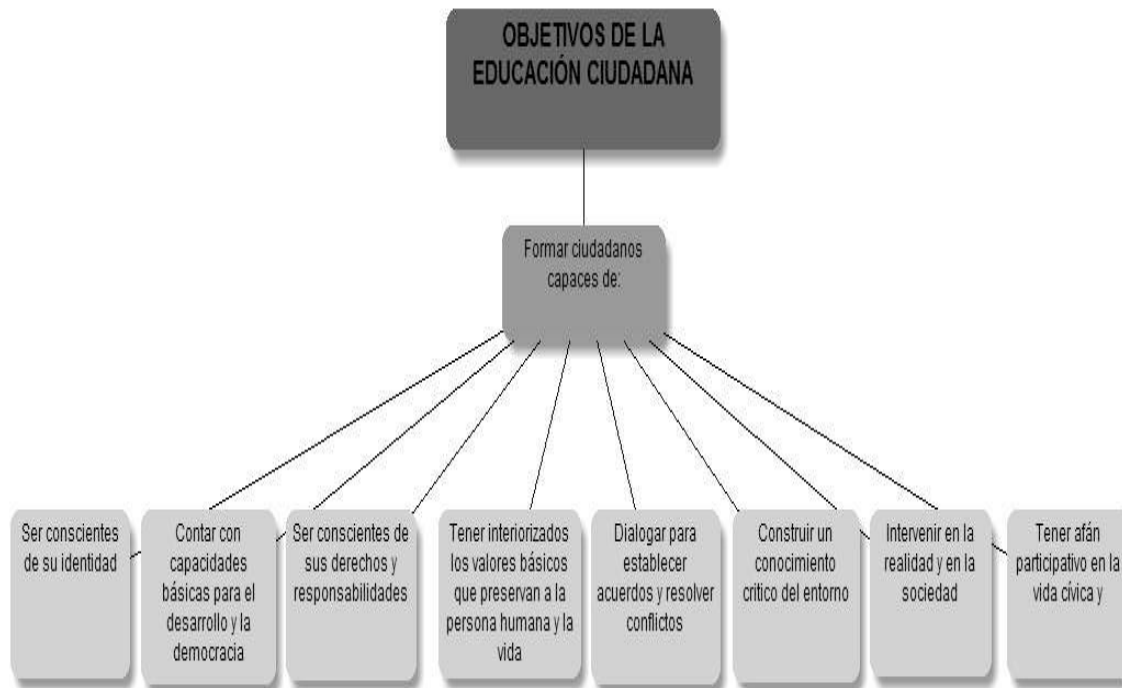 OBJETIVOS DE LA
EDUCACIÓN CIUDADANA
Formar ciudadanos
capaces de:
Ser conscientes
de su identidad
Contar con
capacidades
básicas para el
desarrollo y la
democracia
Ser conscientes de
sus derechos y
responsabilidades
Tener interiorizados
los valores básicos
que preservan a la
persona humana y la
vida
Dialogar para
establecer
acuerdos y resolver
conflictos
Construir un
conocimiento
critico del entorno
Intervenir en la
realidad y en la
sociedad
Tener afán
participativo en la
vida cívica y